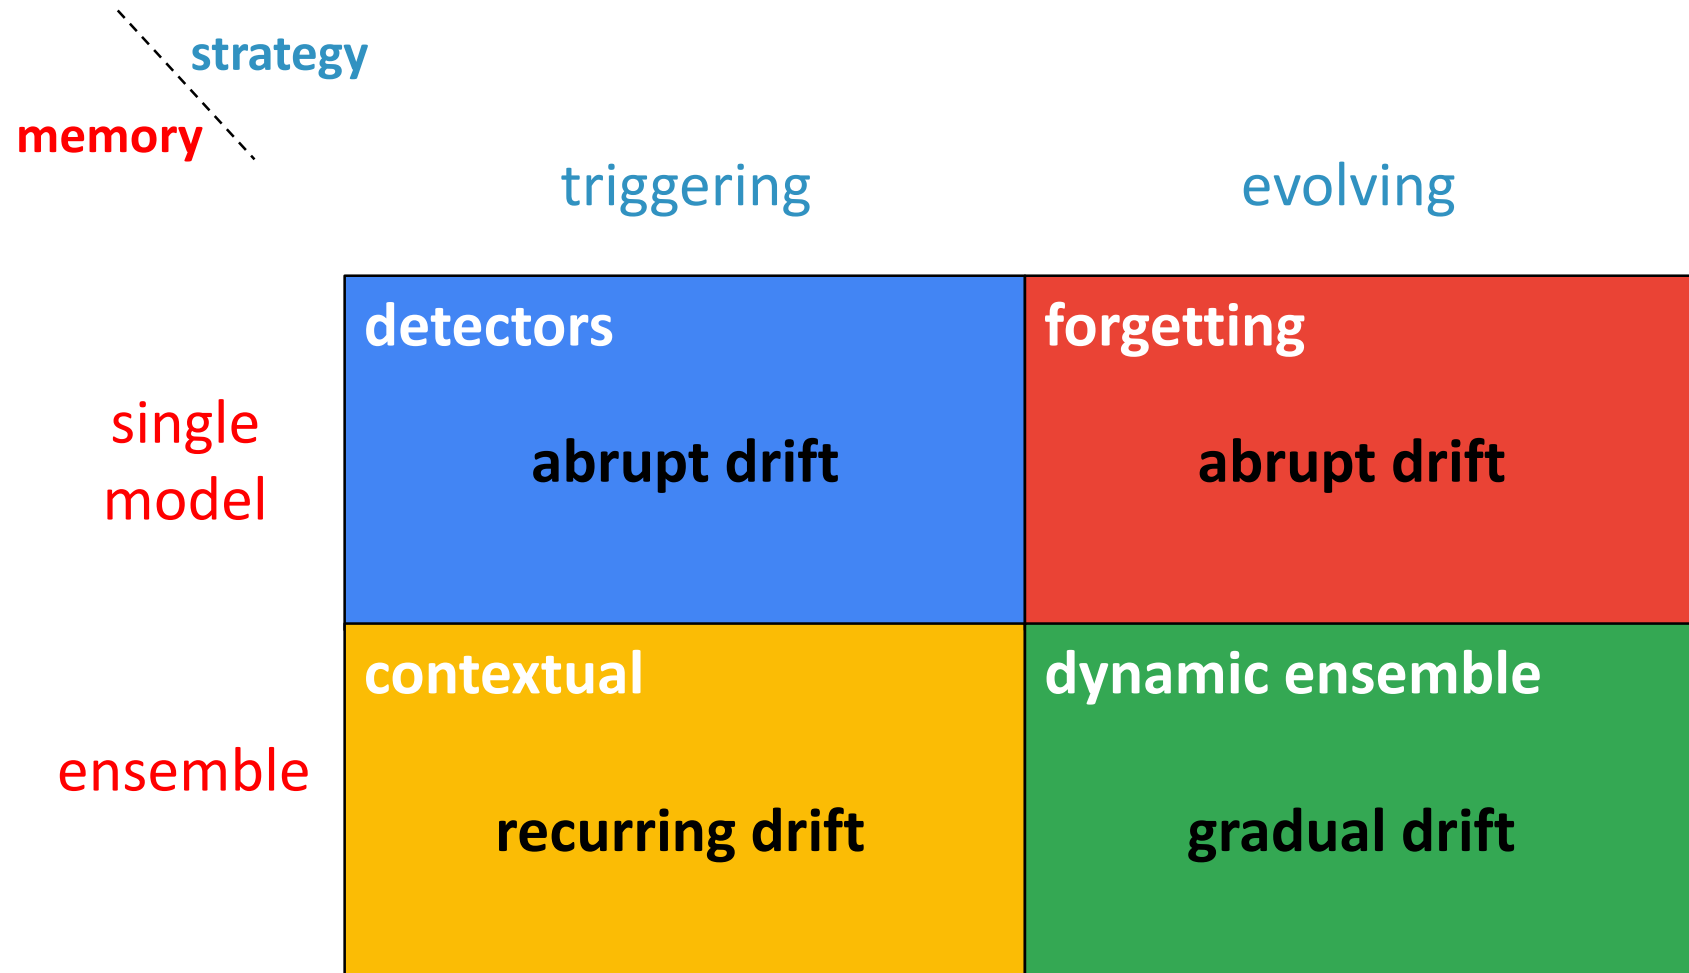 strategy
memory
triggering evolving
detectors forgetting
single
model
abrupt drift abrupt drift
contextual dynamic ensemble
ensemble
recurring drift gradual drift